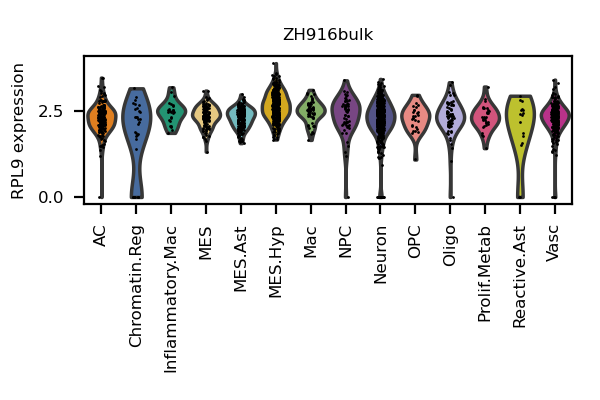 ZH916bulk
RPL9 expression
2.5
0.0
AC
Chromatin.Reg
Inflammatory.Mac
MES
MES.Ast
MES.Hyp
Mac
NPC
Neuron
OPC
Oligo
Prolif.Metab
Reactive.Ast
Vasc